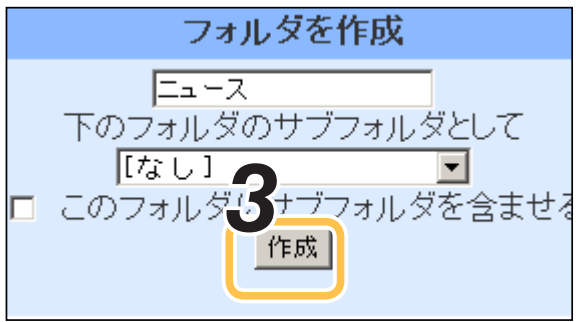 フォルダを作成
ニュース
下のフォルダのサブフォルダとして
[なし]
このフォルダ サブフォルダを含ませる
3
作成